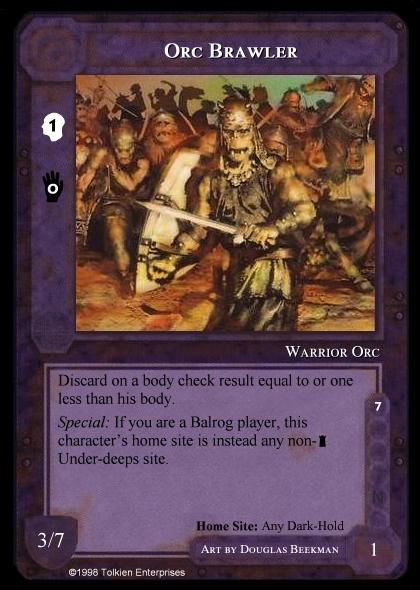 Orc Brawler
1
0
Warrior Orc
Discard on a body check result equal to or one
less than his body.
Special: If you are a Balrog player, this
character's home site is instead any non-
Under-deeps site.
7
Home Site: Any Dark-Hold
3/7
Art by Douglas Beekman
1
©1998 Tolkien Enterprises